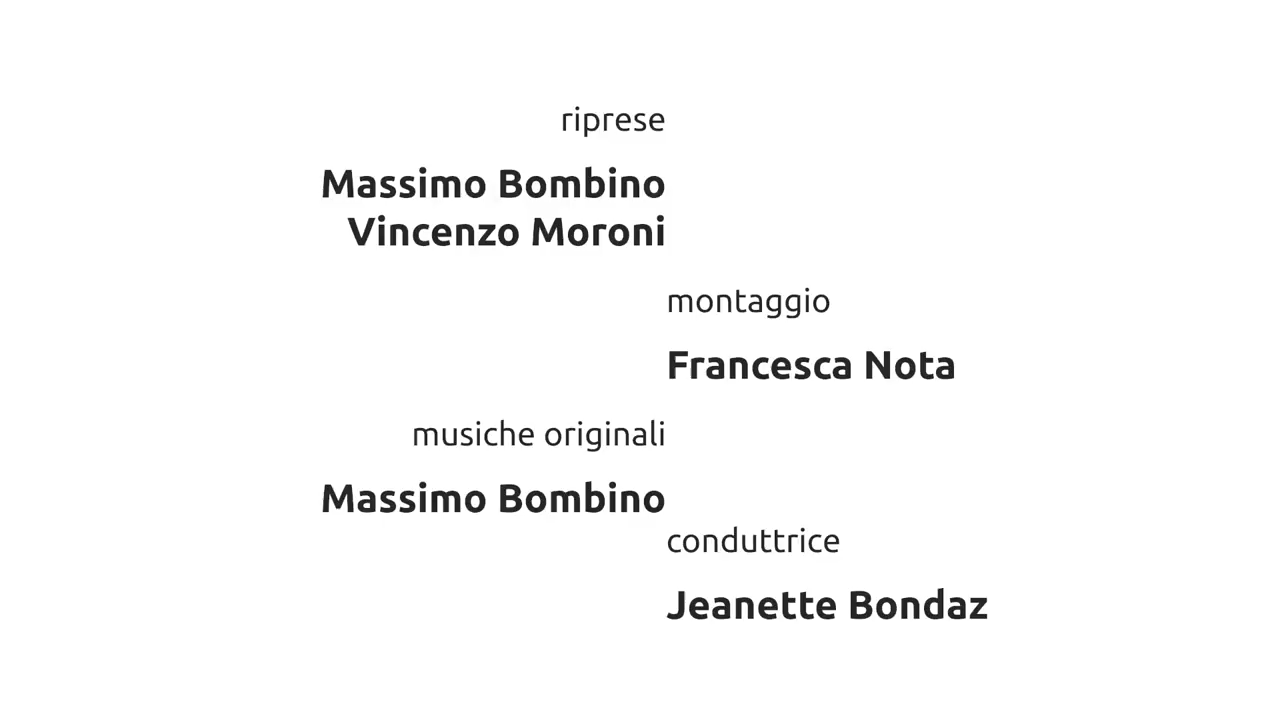 riprese
Massimo Bombino
Vincenzo Moroni
montaggio
Francesca Nota
musiche originali
Massimo Bombino
conduttrice
Jeanette Bondaz